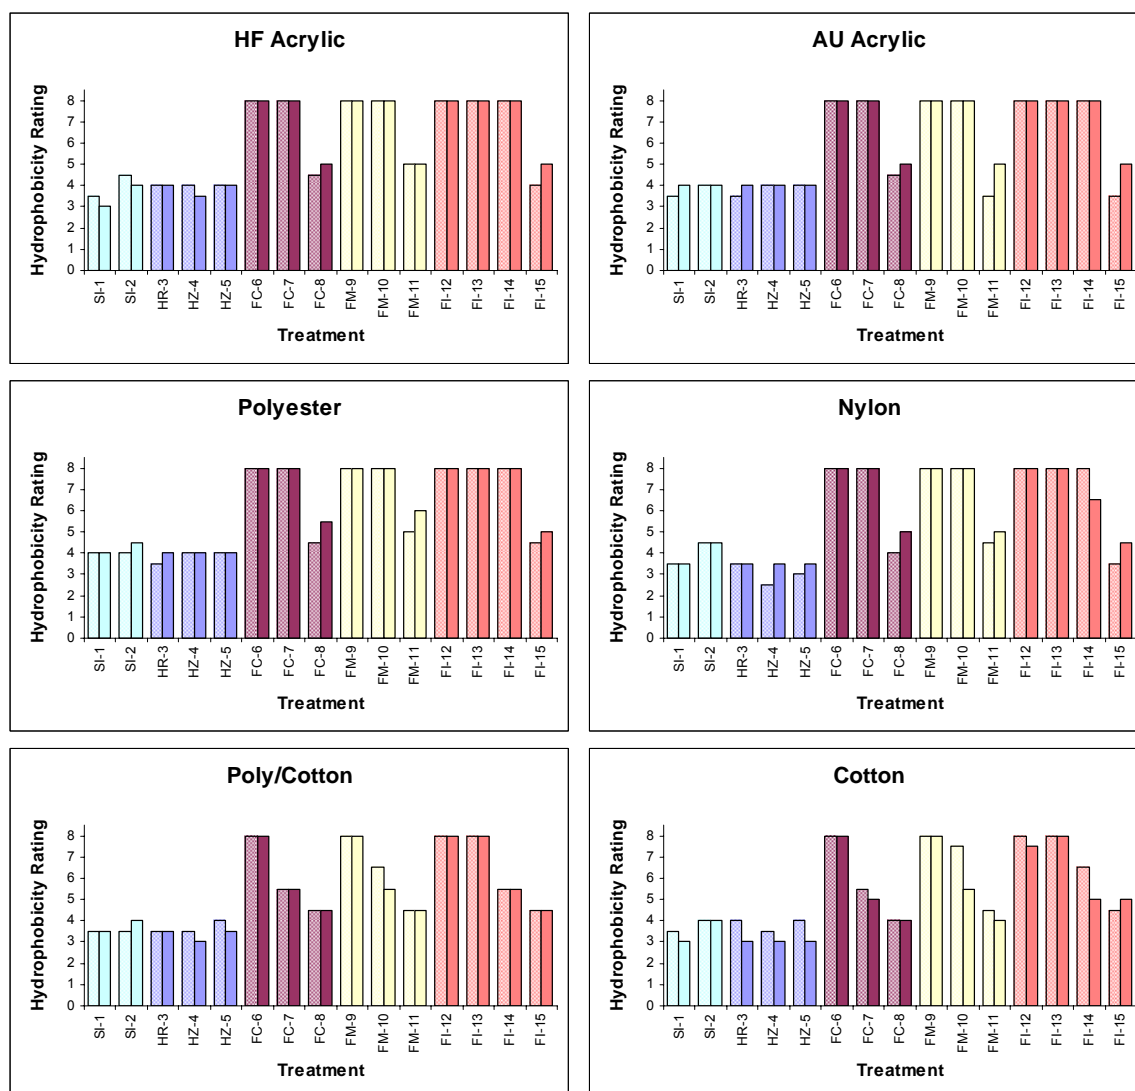 HF Acrylic
Hydrophobicity Rating
8
7
6
5
4
3
2
1
0
SI-1 SI-2 HR-3 HZ-4 HZ-5 FC-6 FC-7 FC-8 FM-9 FM-10 FM-11 FI-12 FI-13 FI-14 FI-15
Treatment
AU Acrylic
Hydrophobicity Rating
8
7
6
5
4
3
2
1
0
SI-1 SI-2 HR-3 HZ-4 HZ-5 FC-6 FC-7 FC-8 FM-9 FM-10 FM-11 FI-12 FI-13 FI-14 FI-15
Treatment
Polyester
Hydrophobicity Rating
8
7
6
5
4
3
2
1
0
SI-1 SI-2 HR-3 HZ-4 HZ-5 FC-6 FC-7 FC-8 FM-9 FM-10 FM-11 FI-12 FI-13 FI-14 FI-15
Treatment
Nylon
Hydrophobicity Rating
8
7
6
5
4
3
2
1
0
SI-1 SI-2 HR-3 HZ-4 HZ-5 FC-6 FC-7 FC-8 FM-9 FM-10 FM-11 FI-12 FI-13 FI-14 FI-15
Treatment
Poly/Cotton
Hydrophobicity Rating
8
7
6
5
4
3
2
1
0
SI-1 SI-2 HR-3 HZ-4 HZ-5 FC-6 FC-7 FC-8 FM-9 FM-10 FM-11 FI-12 FI-13 FI-14 FI-15
Treatment
Cotton
Hydrophobicity Rating
8
7
6
5
4
3
2
1
0
SI-1 SI-2 HR-3 HZ-4 HZ-5 FC-6 FC-7 FC-8 FM-9 FM-10 FM-11 FI-12 FI-13 FI-14 FI-15
Treatment